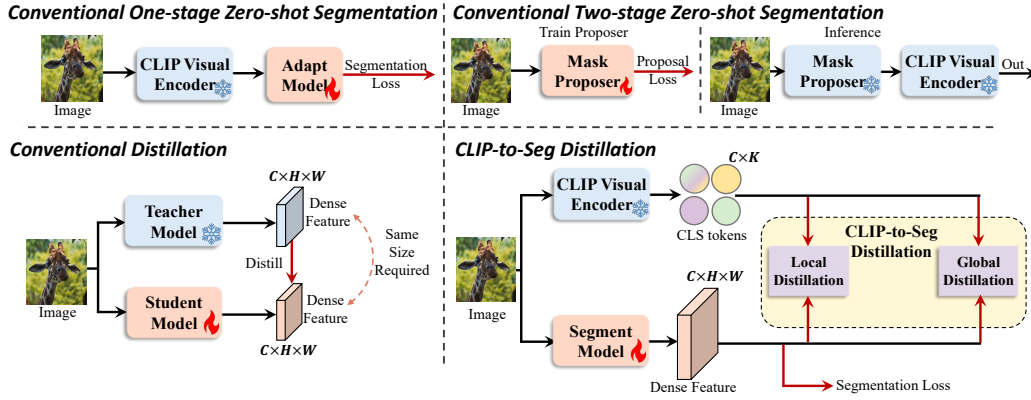 Conventional One-stage Zero-shot Segmentation
CLIP Visual
Encoder
Adapt
Model
Segmentation
Loss
Image
Conventional Two-stage Zero-shot Segmentation
Train Proposer
Mask
Proposer
Proposal
Loss
Image
Inference
Mask
Proposer
CLIP Visual
Encoder
Out
Image
Conventional Distillation
C×H×W
Teacher
Model
Dense
Feature
Same
Size
Required
Distill
Image
Student
Model
Dense
Feature
C×H×W
CLIP-to-Seg Distillation
CLIP Visual
Encoder
C×K
CLS tokens
CLIP-to-Seg
Distillation
Local
Distillation
Global
Distillation
Image
C×H×W
Segment
Model
Dense Feature
Segmentation Loss